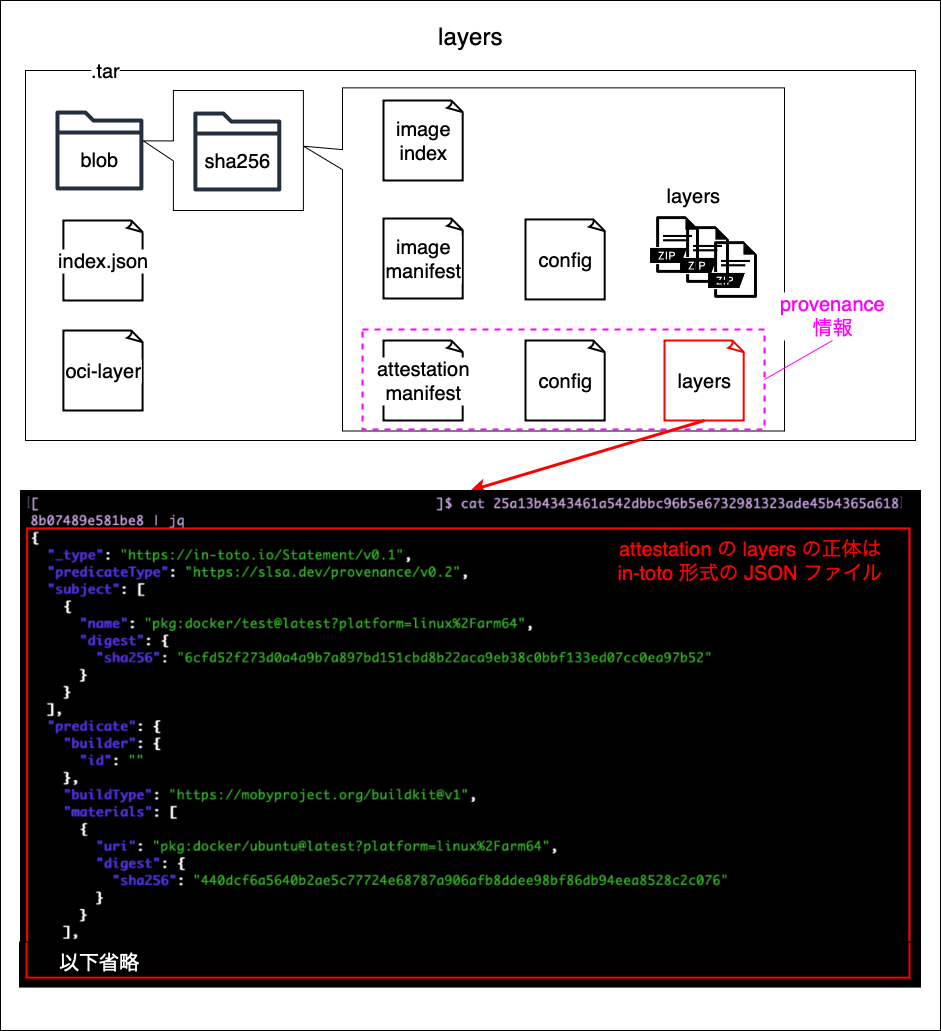 layers
.tar
blob
sha256
image
index
index.json
image
manifest
config
layers
ZIP
ZIP
ZIP
provenance
情報
oci-layer
attestation
manifest
config
layers
[ ]$ cat 25a13b4343461a542dbbc96b5e6732981323ade45b4365a618
8b07489e581be8 | jq
{
"_type": "https://in-toto.io/Statement/v0.1",
"predicateType": "https://slsa.dev/provenance/v0.2",
"subject": [
{
"name": "pkg:docker/test@latest?platform=linux%2Farm64",
"digest": {
"sha256": "6cfd52f273d0a4a9b7a897bd151cbd8b22aca9eb38c0bbf133ed07cc0ea97b52"
}
}
],
"predicate": {
"builder": {
"id": ""
},
"buildType": "https://mobyproject.org/buildkit@v1",
"materials": [
{
"uri": "pkg:docker/ubuntu@latest?platform=linux%2Farm64",
"digest": {
"sha256": "440dcf6a5640b2ae5c77724e68787a906afb8ddee98bf86db94eea8528c2c076"
}
}
],
以下省略
attestation の layers の正体は
in-toto 形式の JSON ファイル